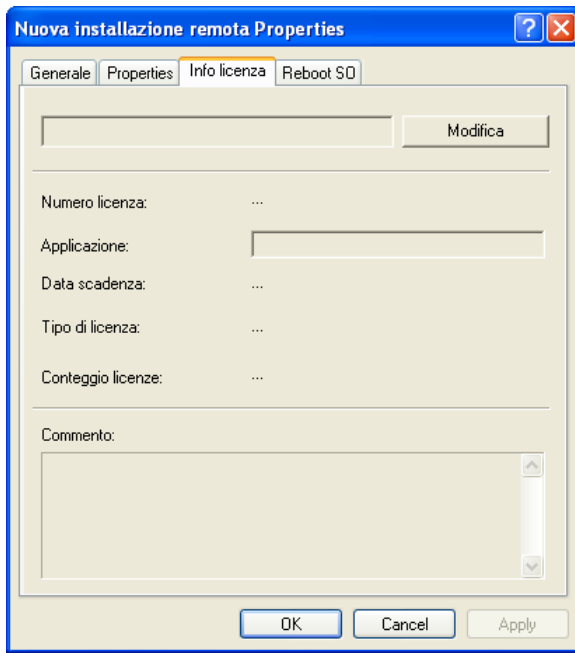 Nuova installazione remota Properties
Generale Properties Info licenza Reboot SO
Modifica
Numero licenza: ...
Applicazione:
Data scadenza: ...
Tipo di licenza: ...
Conteggio licenze: ...
Commento:
OK Cancel Apply